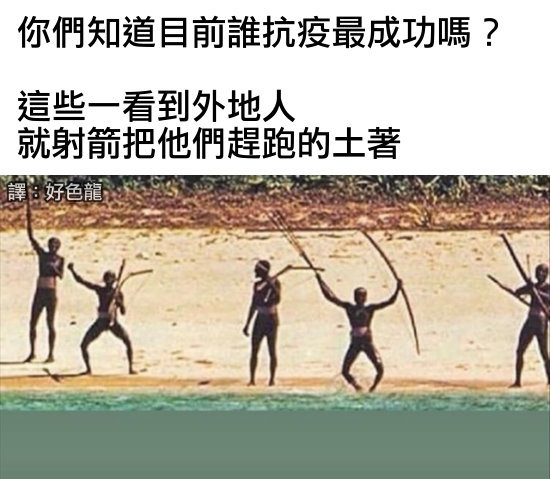 你們知道目前誰抗疫最成功嗎？
這些一看到外地人
就射箭把他們趕跑的土著
譯：好色龍